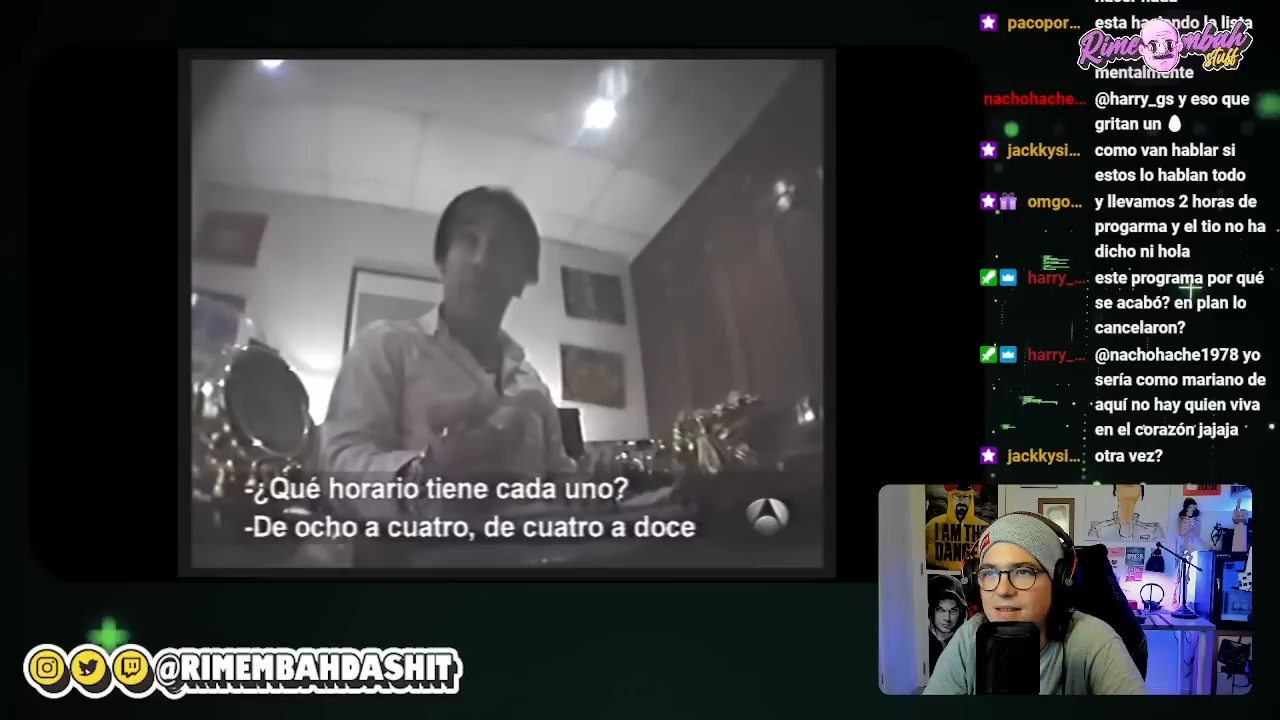 -¿Qué horario tiene cada uno?
-De ocho a cuatro, de cuatro a doce
@RIMEMBAHDASHIT
pacopor... esta haciendo la lista
mentalmente
Rimembah
stuff
nachohache... @harry_gs y eso que
gritan un
jackkysi... como van hablar si
estos lo hablan todo
omgo... y llevamos 2 horas de
progarma y el tio no ha
dicho ni hola
harry_... este programa por qué
se acabó? en plan lo
cancelaron?
harry_... @nachohache1978 yo
sería como mariano de
aquí no hay quien viva
en el corazón jajaja
jackkysi... otra vez?
I AM THE